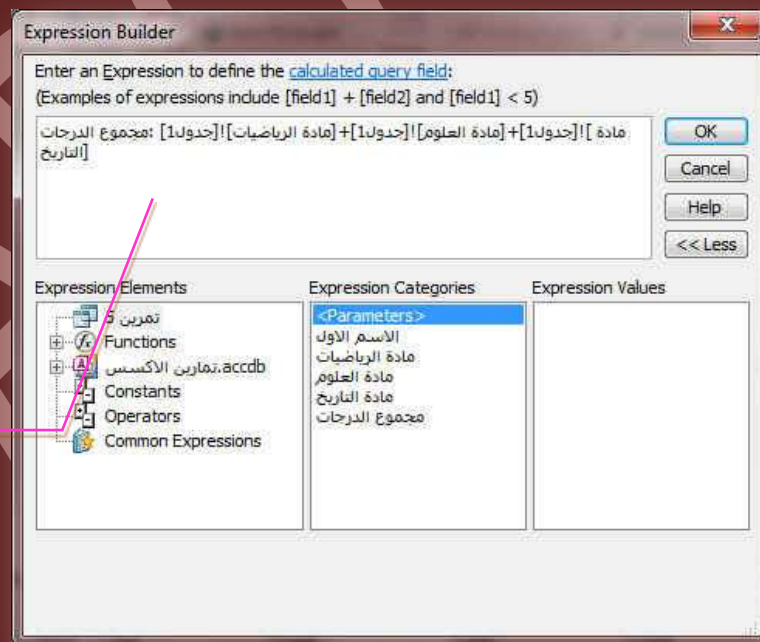 Expression Builder
Enter an Expression to define the calculated query field:
(Examples of expressions include [field1] + [field2] and [field1] < 5)
مجموع الدرجات: [جدول1]![مادة الرياضيات]+[جدول1]![مادة العلوم]+[جدول1]![مادة
التاريخ]
OK
Cancel
Help
<< Less
Expression Elements
تمرين 5
Functions
تمارين الاكسس.accdb
Constants
Operators
Common Expressions
Expression Categories
<Parameters>
الاسم الاول
مادة الرياضيات
مادة العلوم
مادة التاريخ
مجموع الدرجات
Expression Values